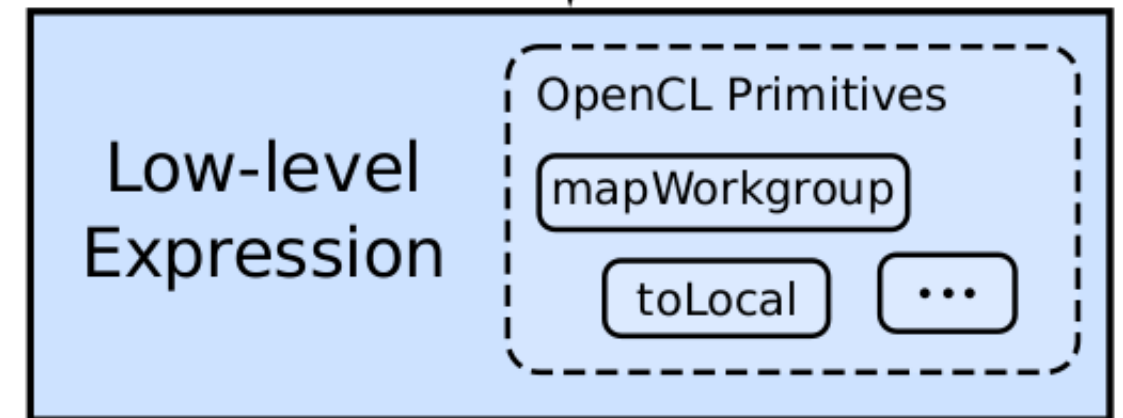 Low-level
Expression
OpenCL Primitives
mapWorkgroup
toLocal
...